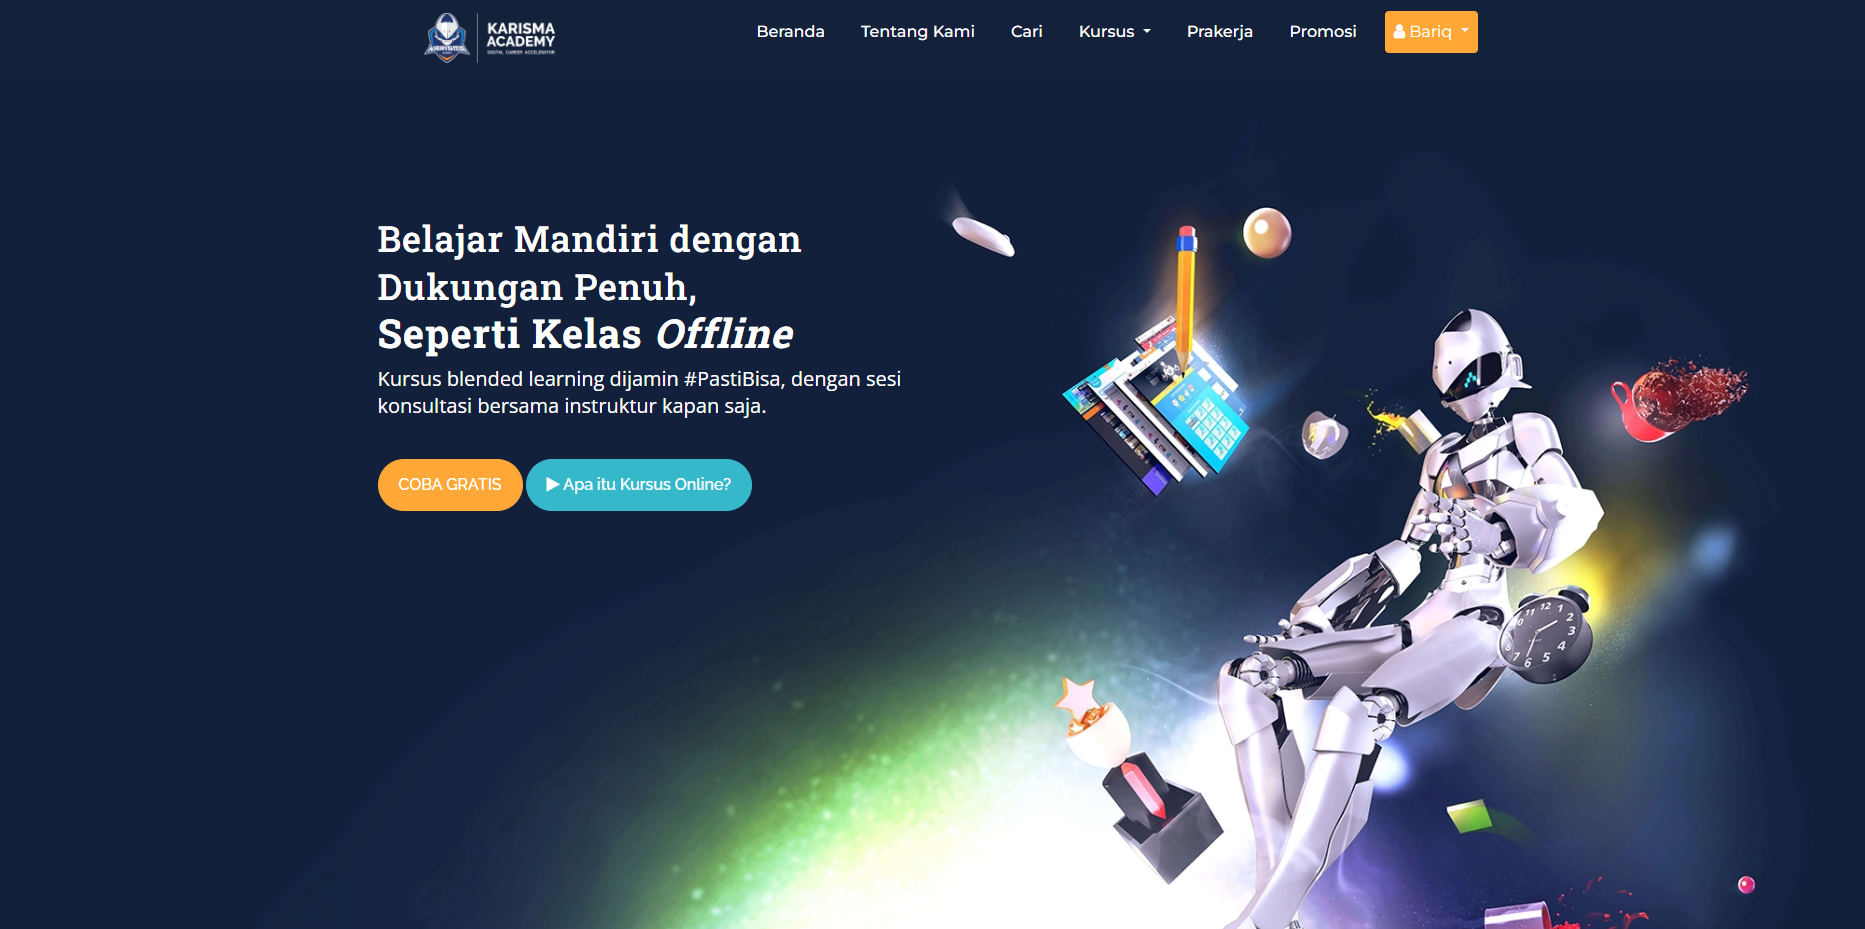 KARISMA
ACADEMY
DIGITAL CAREER ACCELERATOR
KARISMA
Beranda
Tentang Kami
Cari
Kursus
Prakerja
Promosi
Bariq
Belajar Mandiri dengan
Dukungan Penuh,
Seperti Kelas Offline
Kursus blended learning dijamin #PastiBisa, dengan sesi
konsultasi bersama instruktur kapan saja.
COBA GRATIS
Apa itu Kursus Online?
11 12 1
2
3
4
5
6
7
8